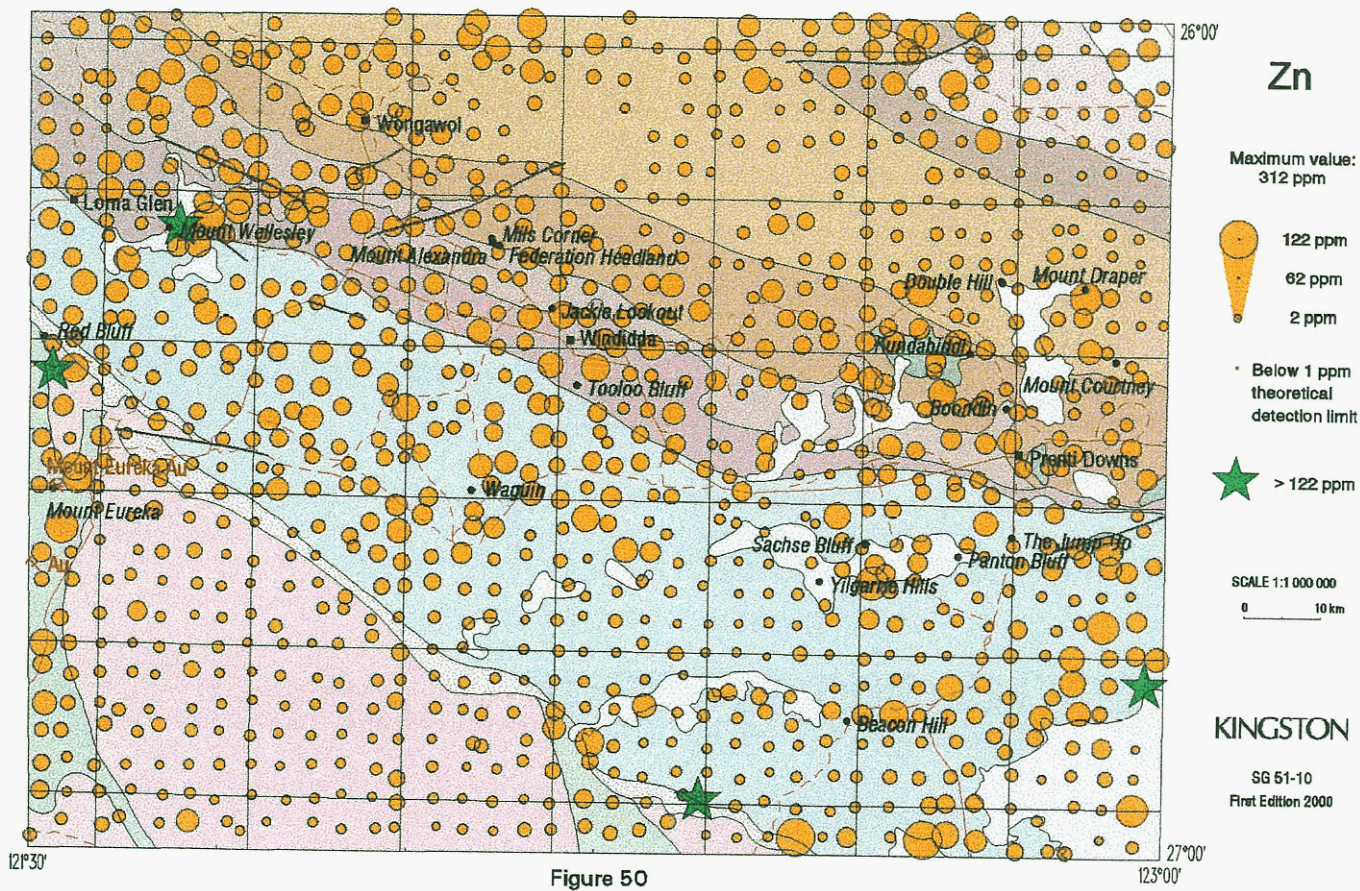 26°00'
Zn
Maximum value:
312 ppm
122 ppm
62 ppm
2 ppm
Below 1 ppm
theoretical
detection limit
> 122 ppm
SCALE 1:1 000 000
0 10 km
KINGSTON
SG 51-10
First Edition 2000
Wongawol
Lorna Glen
Mount Wellesley
Mount Alexandra
Mils Corner
Federation Headland
Double Hill
Mount Draper
Jackie Lookout
Red Bluff
Windidda
Kundabiddi
Mount Courtney
Tooloo Bluff
Boondin
Mount Eureka Au
Prenti Downs
Waguin
Mount Eureka
Sachse Bluff
The Jump Up
Panton Bluff
Au
Yilgarne Hills
Beacon Hill
121°30'
27°00'
123°00'
Figure 50